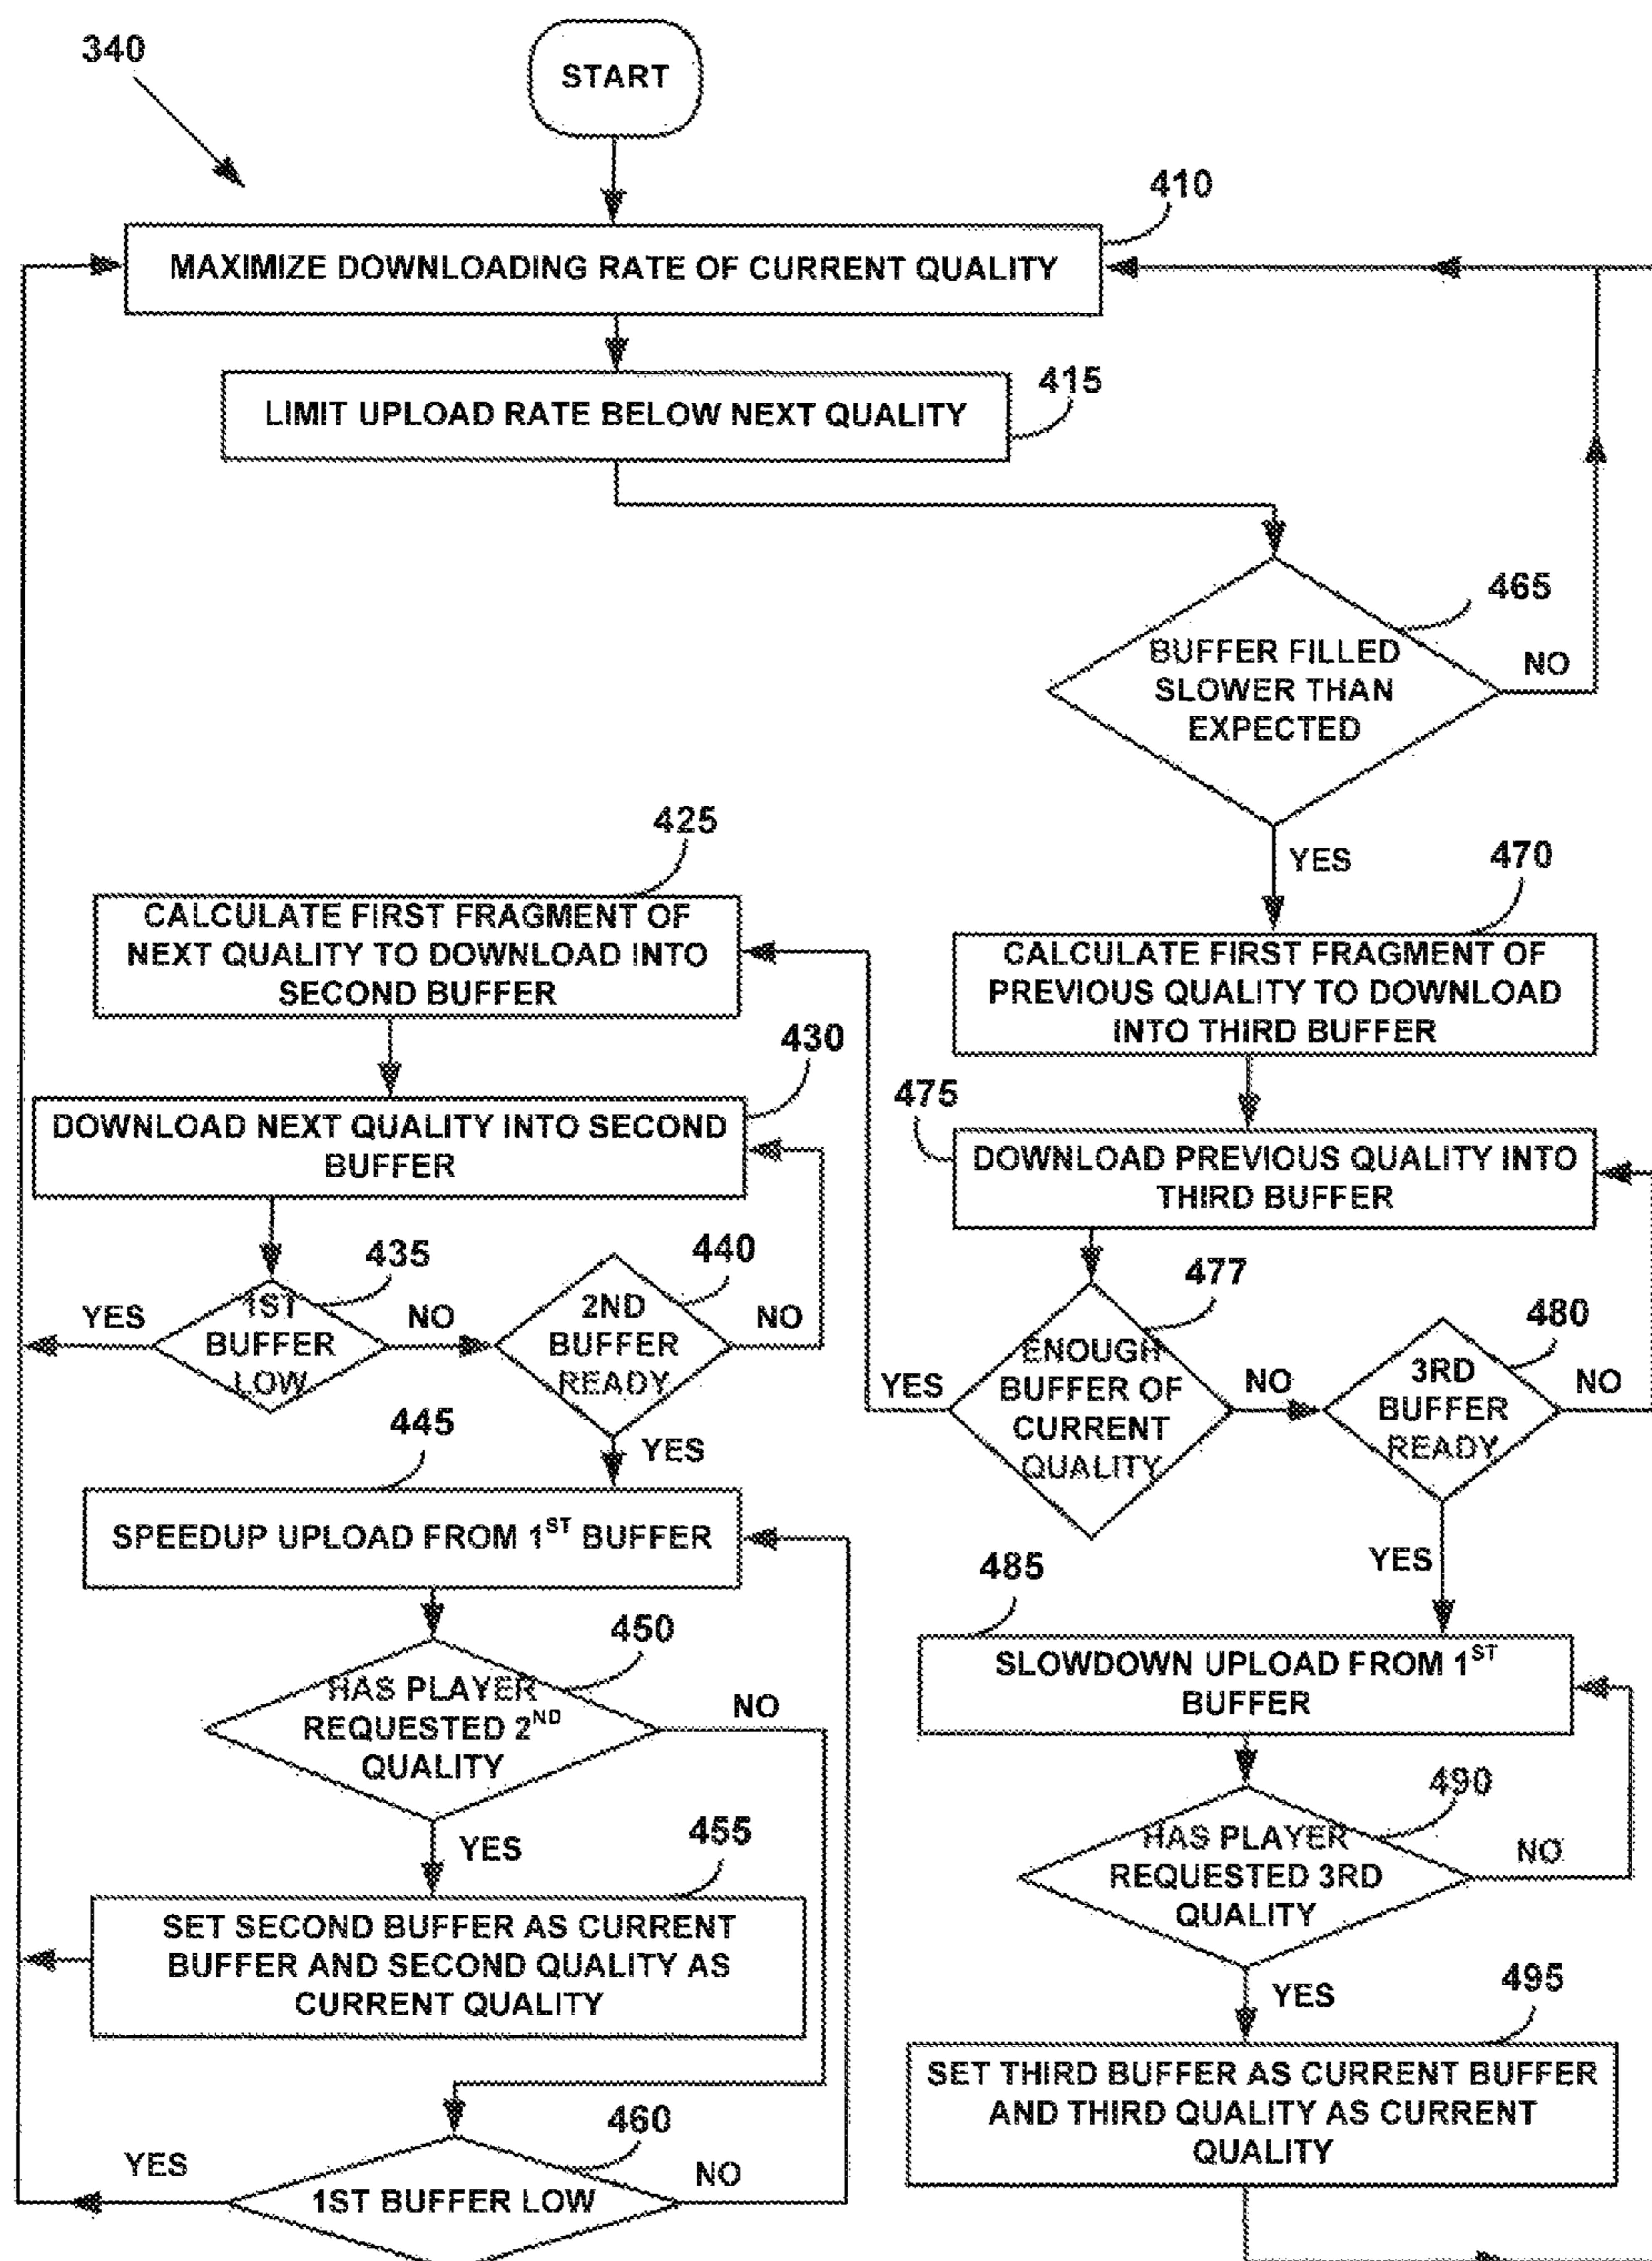 340
START
410
MAXIMIZE DOWNLOADING RATE OF CURRENT QUALITY
415
LIMIT UPLOAD RATE BELOW NEXT QUALITY
465
BUFFER FILLED
SLOWER THAN
EXPECTED
NO
YES
425
CALCULATE FIRST FRAGMENT OF
NEXT QUALITY TO DOWNLOAD INTO
SECOND BUFFER
470
CALCULATE FIRST FRAGMENT OF
PREVIOUS QUALITY TO DOWNLOAD
INTO THIRD BUFFER
430
DOWNLOAD NEXT QUALITY INTO SECOND
BUFFER
475
DOWNLOAD PREVIOUS QUALITY INTO
THIRD BUFFER
435
YES
1ST
BUFFER
LOW
NO
440
2ND
BUFFER
READY
NO
YES
477
YES
ENOUGH
BUFFER OF
CURRENT
QUALITY
NO
480
3RD
BUFFER
READY
NO
YES
445
SPEEDUP UPLOAD FROM 1ST BUFFER
485
SLOWDOWN UPLOAD FROM 1ST
BUFFER
450
HAS PLAYER
REQUESTED 2ND
QUALITY
NO
YES
490
HAS PLAYER
REQUESTED 3RD
QUALITY
NO
YES
455
SET SECOND BUFFER AS CURRENT
BUFFER AND SECOND QUALITY AS
CURRENT QUALITY
495
SET THIRD BUFFER AS CURRENT BUFFER
AND THIRD QUALITY AS CURRENT
QUALITY
460
YES
1ST BUFFER LOW
NO